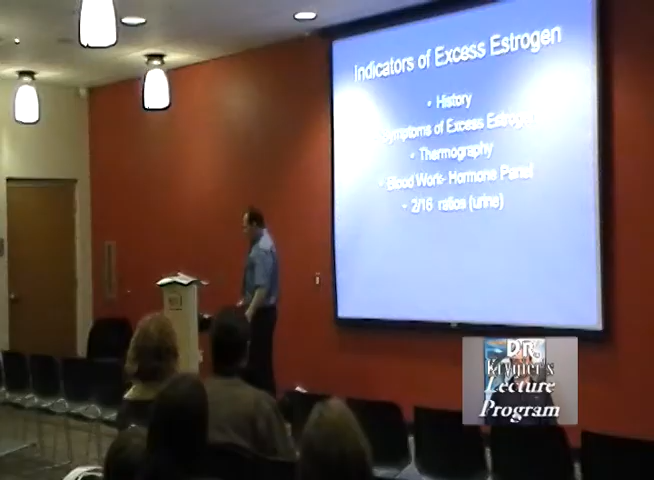 Indicators of Excess Estrogen
• History
Symptoms of Excess Estrogen
• Thermography
• Blood Work- Hormone Panel
• 2/16 ratios (urine)
Lecture
Program